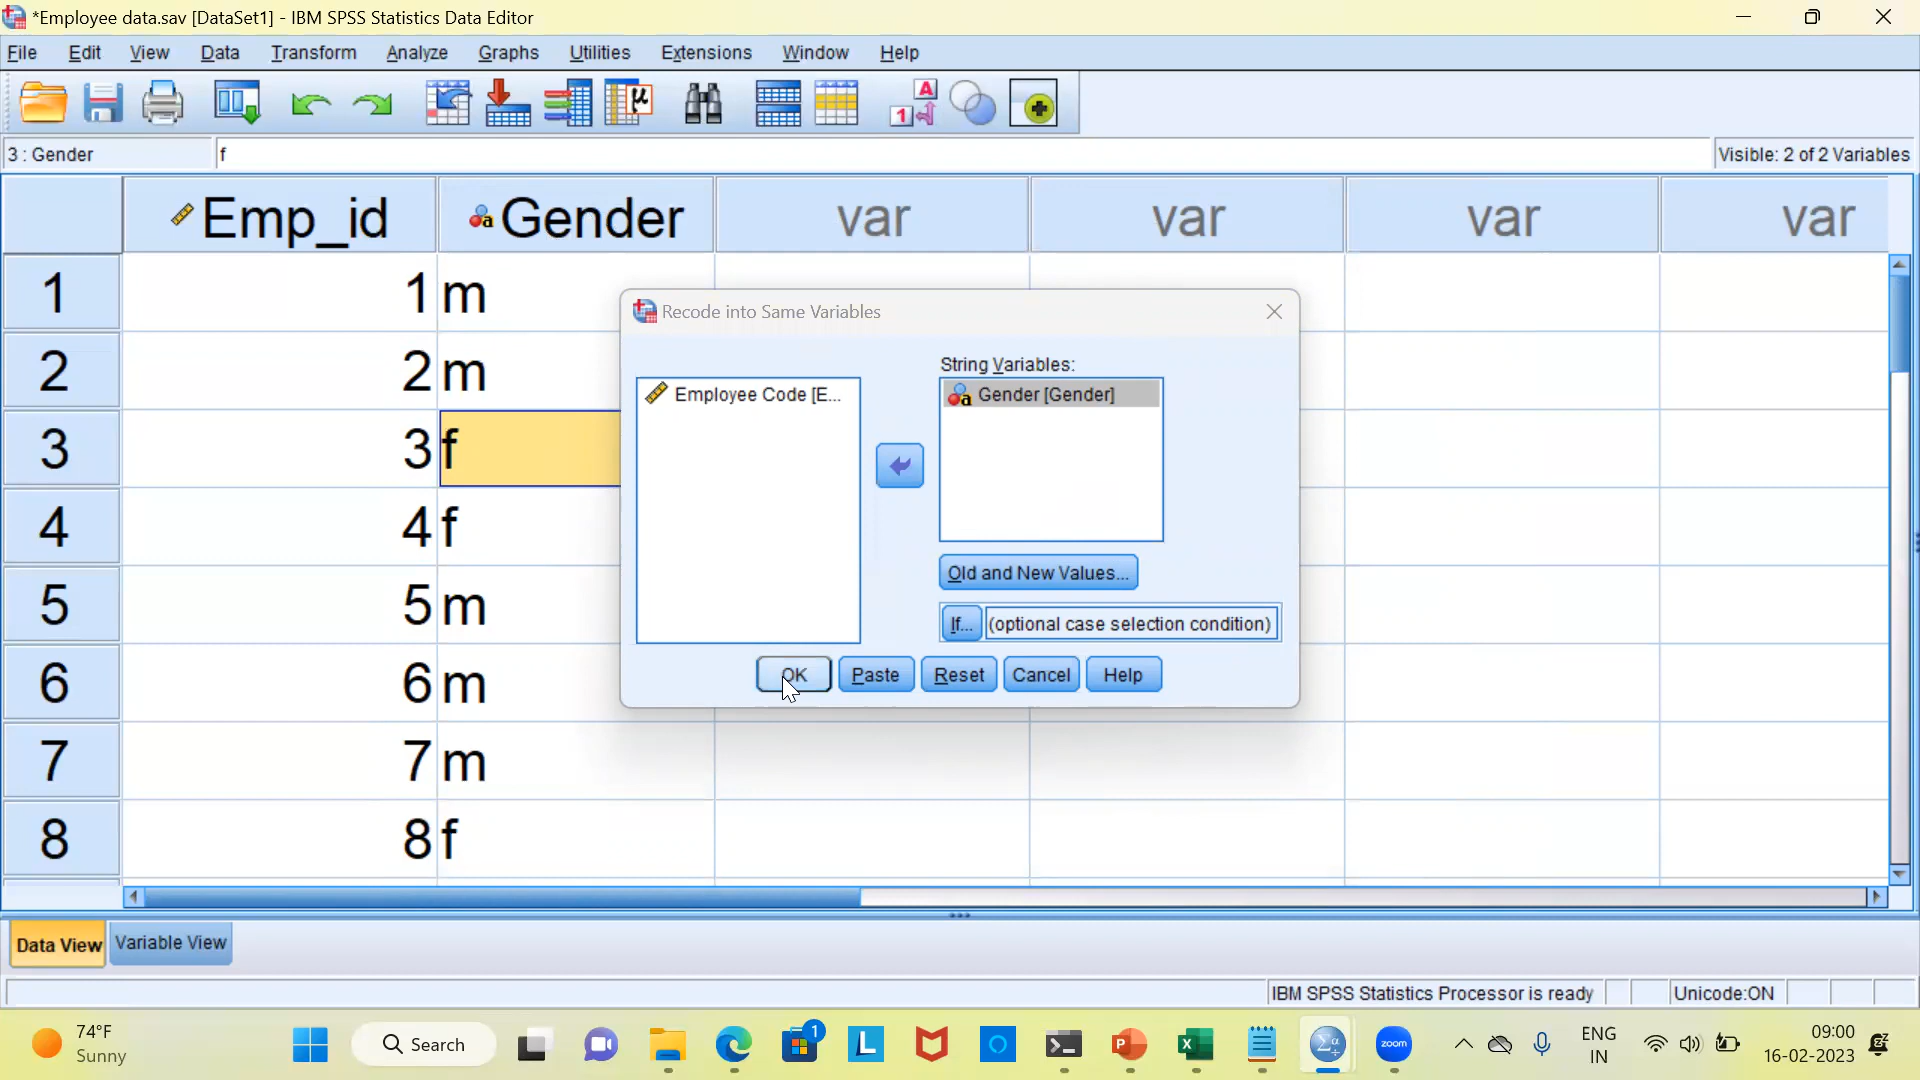 *Employee data.sav [DataSet1] - IBM SPSS Statistics Data Editor
File Edit View Data Transform Analyze Graphs Utilities Extensions Window Help
3 : Gender f Visible: 2 of 2 Variables
Emp_id Gender var var var var
1 1 m
2 2 m
3 3 f
4 4 f
5 5 m
6 6 m
7 7 m
8 8 f
Recode into Same Variables
String Variables:
Employee Code [E...
Gender [Gender]
Old and New Values...
If... (optional case selection condition)
OK Paste Reset Cancel Help
Data View Variable View
IBM SPSS Statistics Processor is ready Unicode:ON
74°F
Sunny
Search
1
zoom
ENG
IN
09:00
16-02-2023